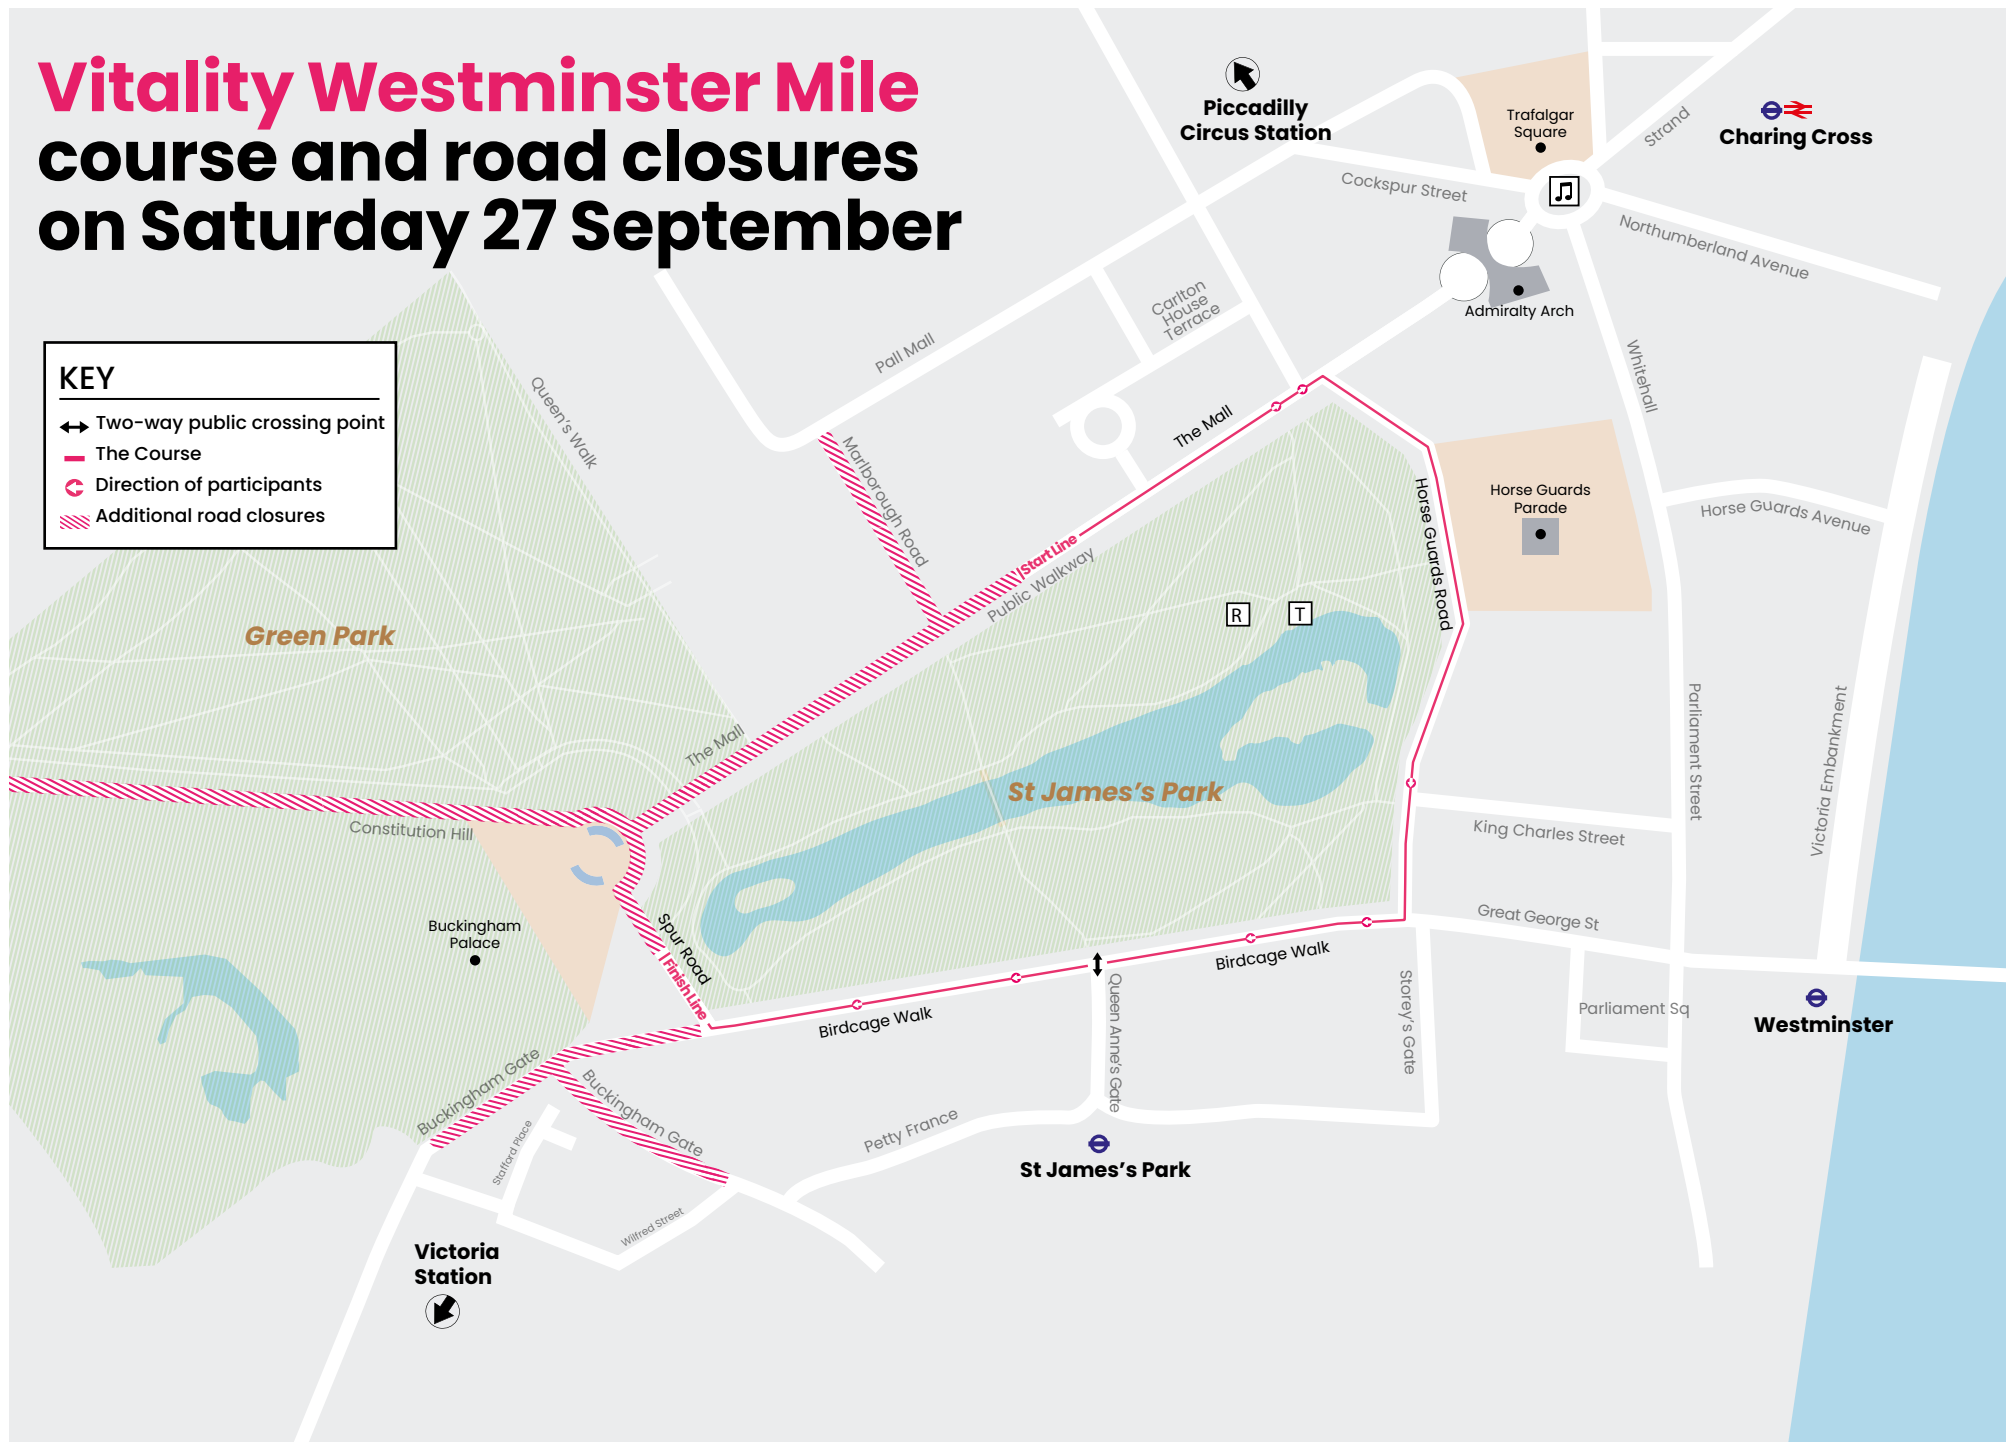 Vitality Westminster Mile
course and road closures
on Saturday 27 September
KEY
Two-way public crossing point
The Course
Direction of participants
Additional road closures
Piccadilly
Circus Station
Trafalgar
Square
Strand
Charing Cross
Cockspur Street
Northumberland Avenue
Admiralty Arch
Carlton
House
Terrace
Pall Mall
Whitehall
Queen's Walk
The Mall
Marlborough Road
Horse Guards
Parade
Horse Guards Avenue
Horse Guards Road
Start Line
Public Walkway
R
T
Green Park
The Mall
St James's Park
Parliament Street
Victoria Embankment
Constitution Hill
King Charles Street
Buckingham
Palace
Spur Road
Finish Line
Great George St
Birdcage Walk
Birdcage Walk
Queen Anne's Gate
Storey's Gate
Parliament Sq
Westminster
Buckingham Gate
Buckingham Gate
Stafford Place
Petty France
St James's Park
Wilfred Street
Victoria
Station